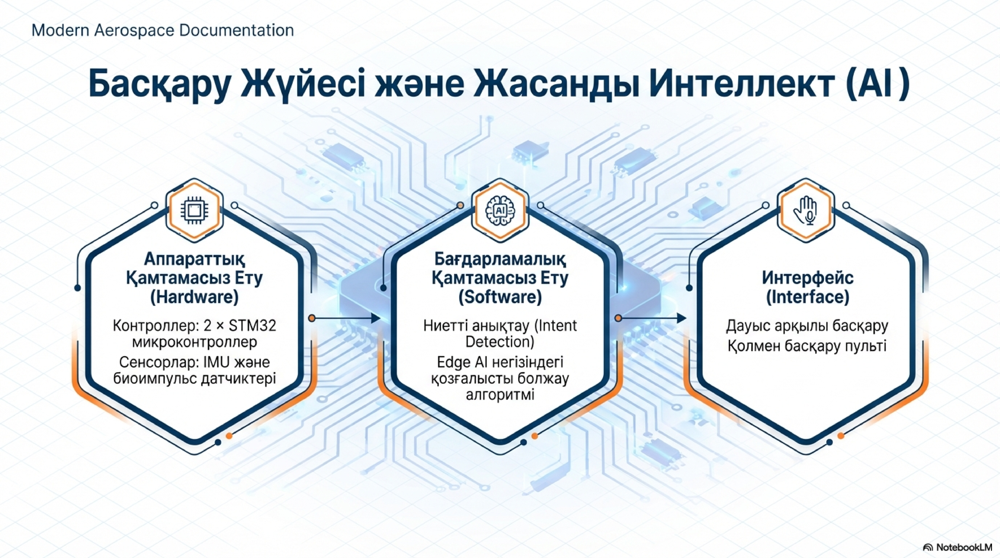 Modern Aerospace Documentation
Басқару Жүйесі және Жасанды Интеллект (AI)
Аппараттық
Қамтамасыз Ету
(Hardware)
Контроллер: 2 × STM32
микроконтроллер
Сенсорлар: IMU және
биоимпульс датчиктері
AI
Бағдарламалық
Қамтамасыз Ету
(Software)
Ниетті анықтау (Intent
Detection)
Edge AI негізіндегі
қозғалысты болжау
алгоритмі
Интерфейс
(Interface)
Дауыс арқылы басқару
Қолмен басқару пульті
NotebookLM